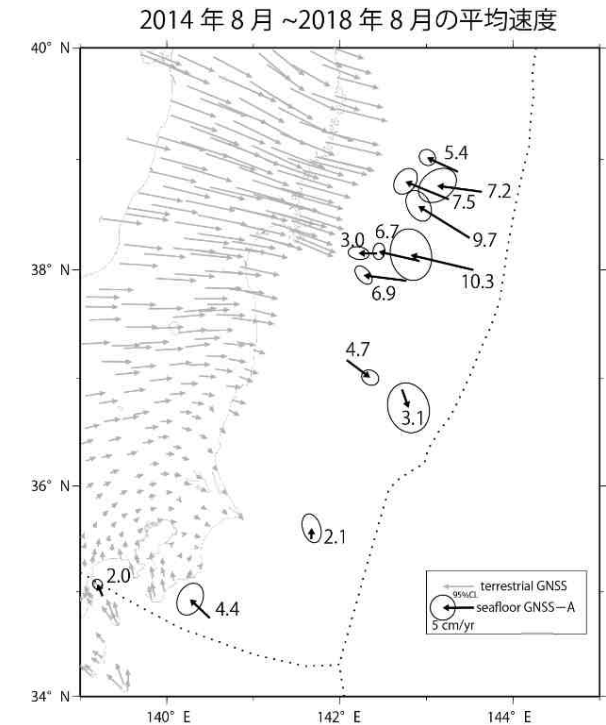 2014 年 8 月 ~2018 年 8 月の平均速度
40° N
5.4
7.2
7.5
9.7
6.7
3.0
38° N
10.3
6.9
4.7
3.1
36° N
2.1
2.0
4.4
terrestrial GNSS
95%CL
seafloor GNSS－A
5 cm/yr
34° N
140° E
142° E
144° E